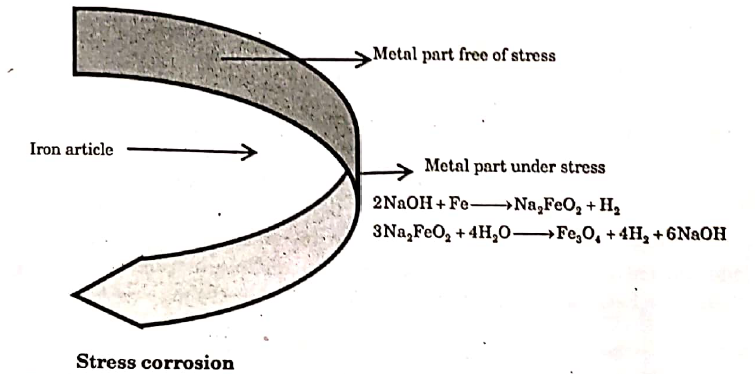 Metal part free of stress
Iron article
Metal part under stress
2NaOH + Fe⟶Na₂FeO₂ + H₂
3Na₂FeO₂ + 4H₂O⟶Fe₃O₄ + 4H₂ + 6NaOH
Stress corrosion